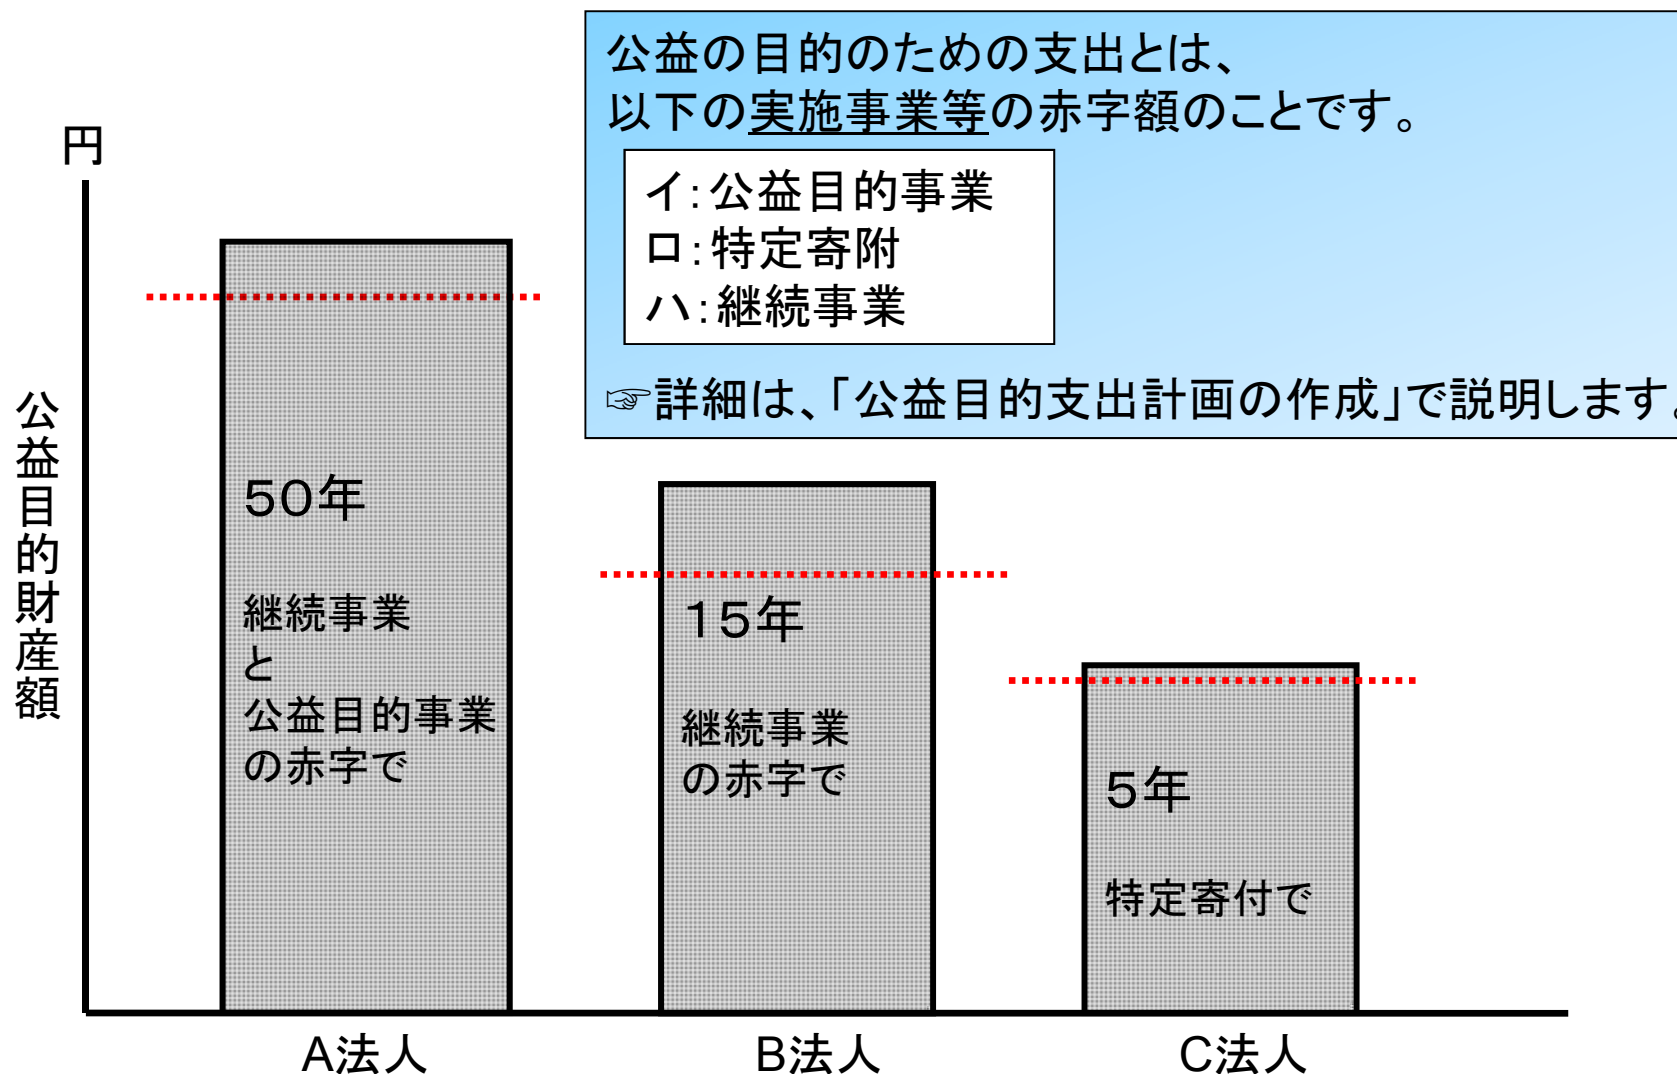 公益の目的のための支出とは、
以下の実施事業等の赤字額のことです。
イ：公益目的事業
ロ：特定寄附
ハ：継続事業
☞詳細は、「公益目的支出計画の作成」で説明します。
円
公益目的財産額
５０年
継続事業
と
公益目的事業
の赤字で
１５年
継続事業
の赤字で
５年
特定寄付で
A法人
B法人
C法人